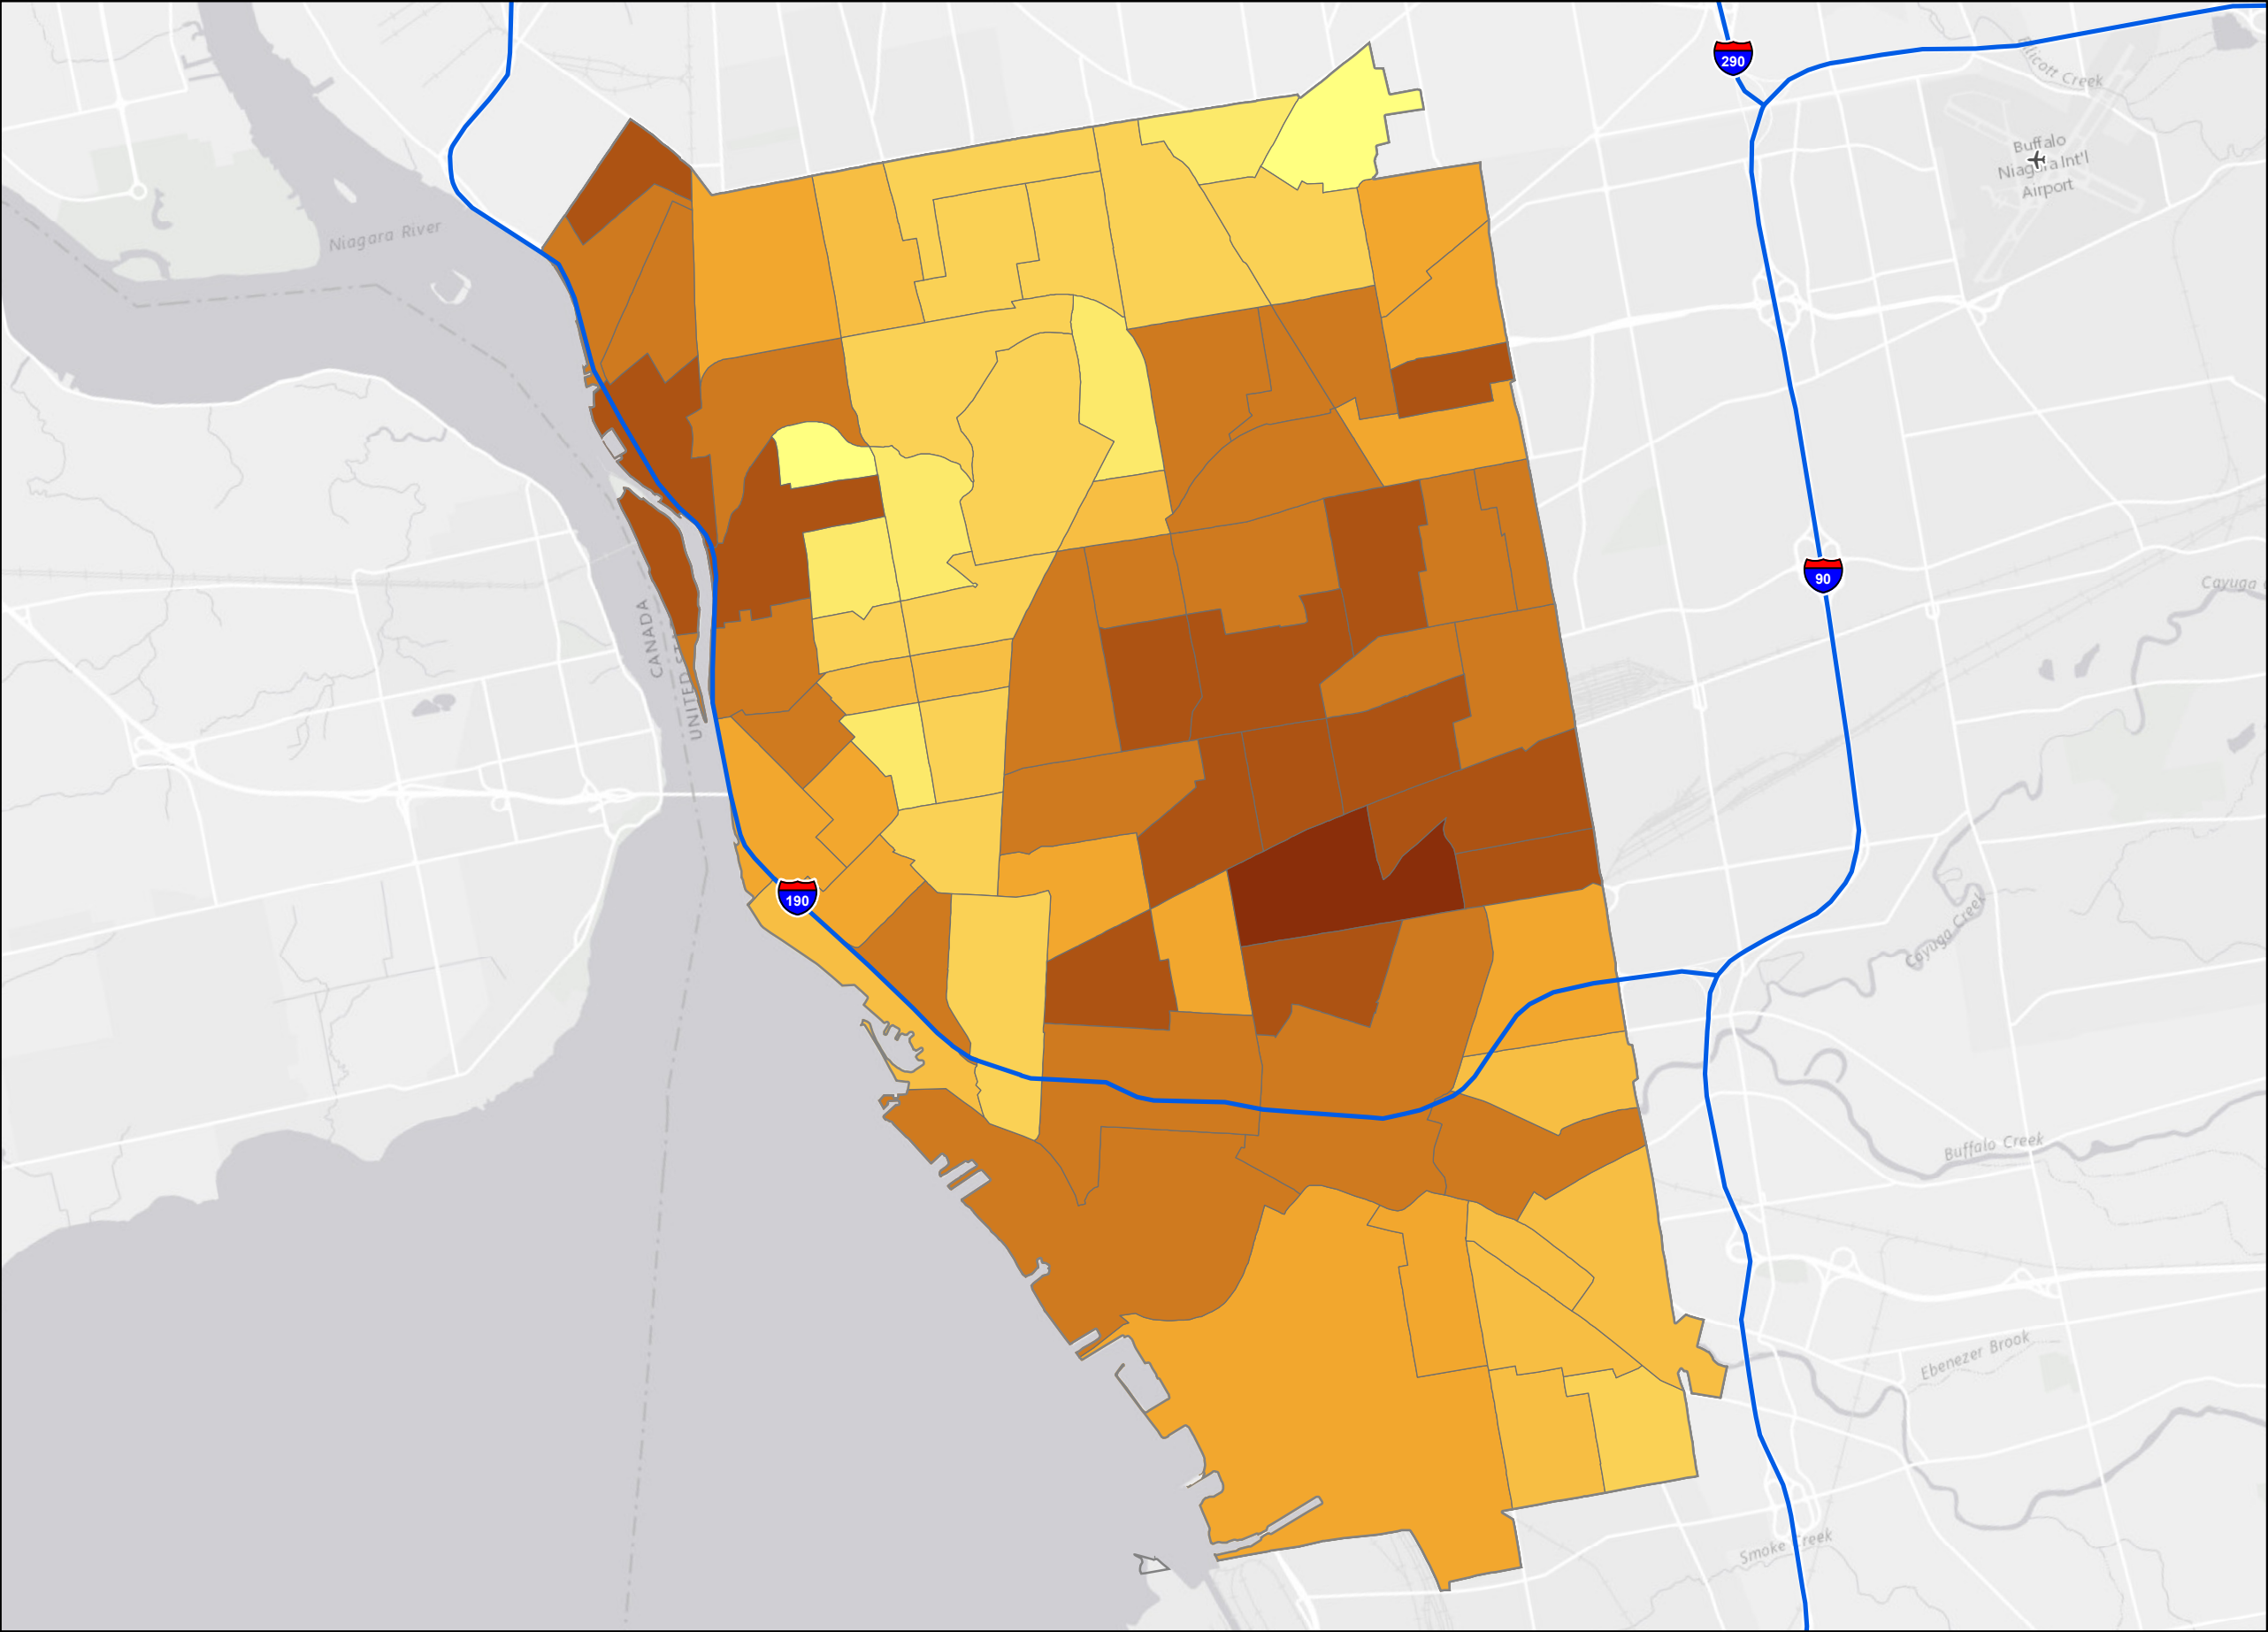 290
Ellicott Creek
Buffalo
Niagara Int'l
Airport
Niagara River
90
Cayuga
CANADA
UNITED ST
190
Cayuga Creek
Buffalo Creek
Ebenezer Brook
Smoke Creek